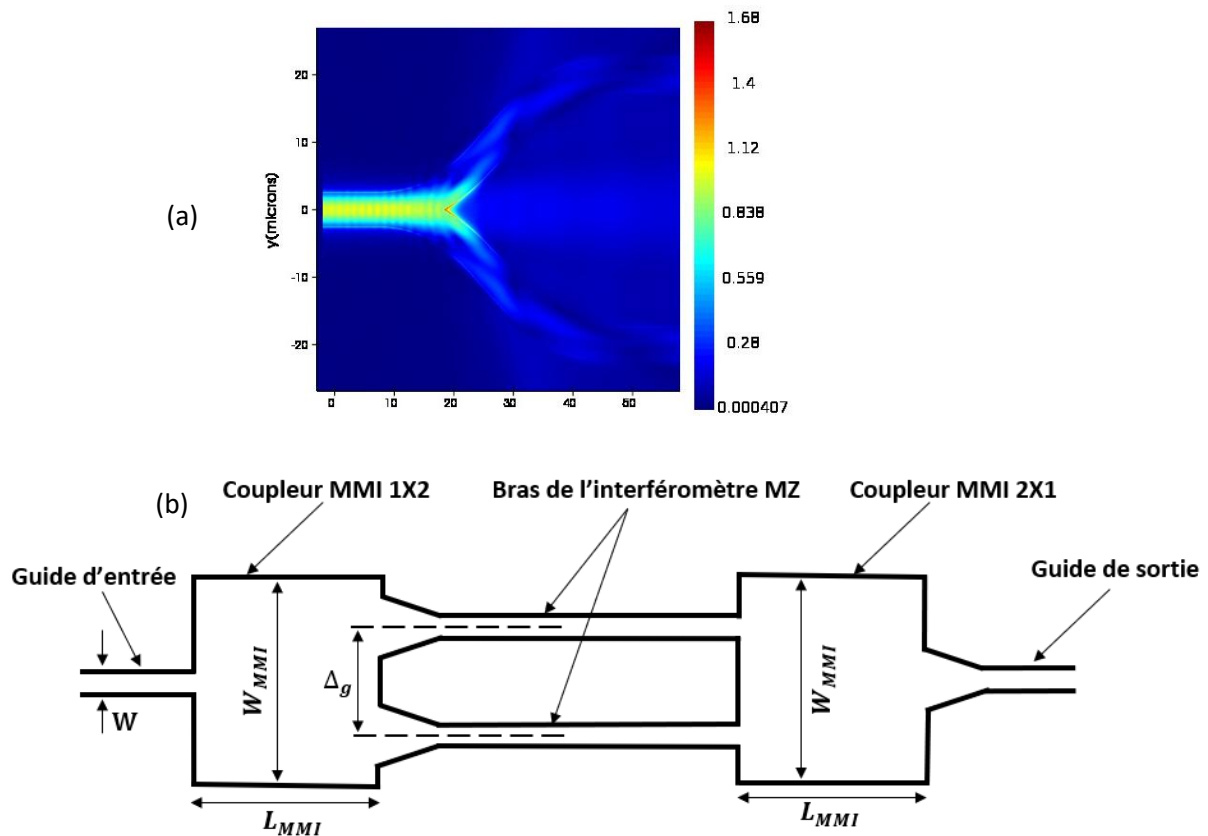 1.68
1.4
1.12
0.838
0.559
0.28
0.000407
20
10
0
-10
-20
y(microns)
0
10
20
30
40
50
(a)
(b)
Coupleur MMI 1X2
Bras de l'interféromètre MZ
Coupleur MMI 2X1
Guide d'entrée
Guide de sortie
W
W_MMI
Δ_g
W_MMI
L_MMI
L_MMI